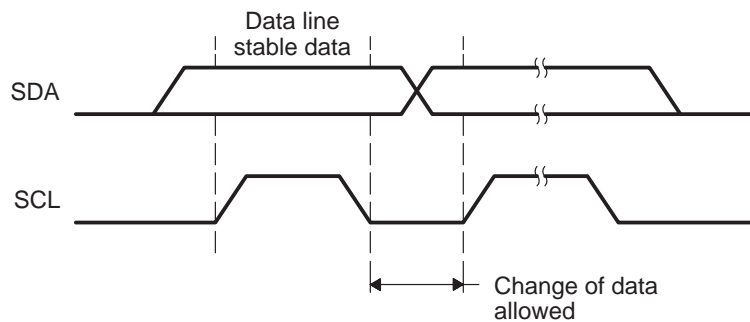 Data line
stable data
SDA
SCL
Change of data
allowed